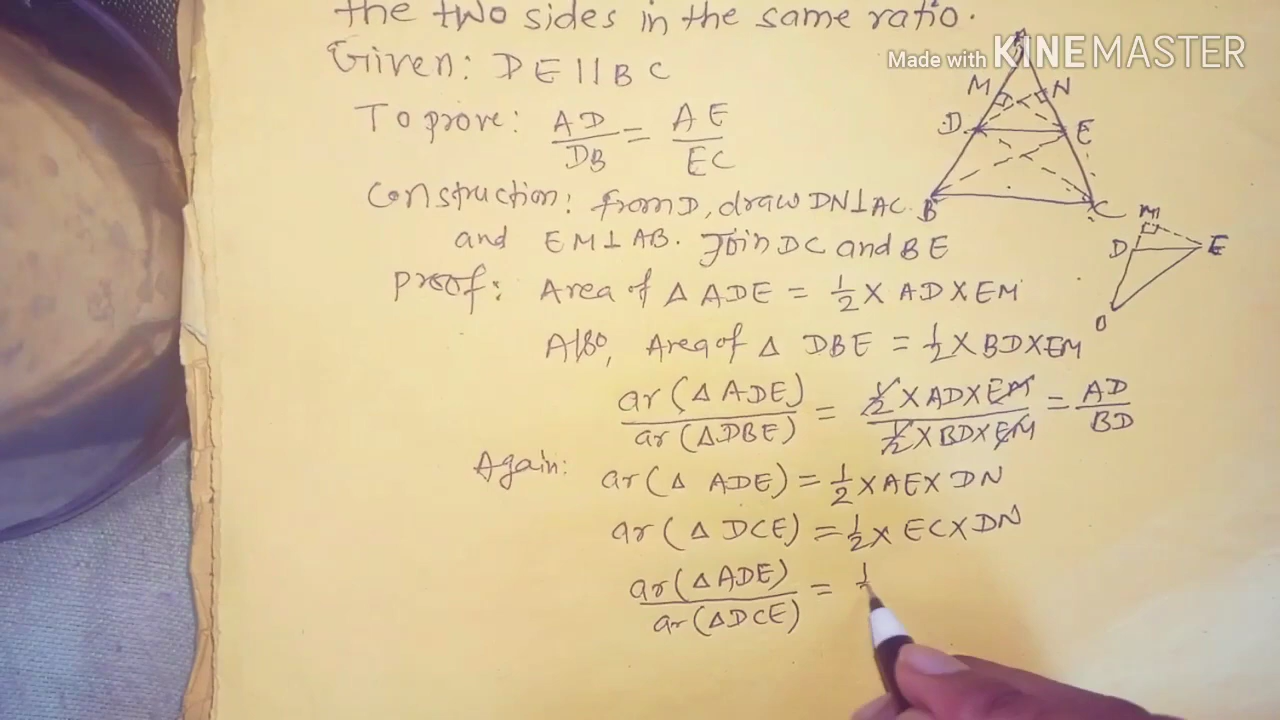 the two sides in the same ratio.
Made with KINEMASTER
Given: DE || BC
To prove: AD/DB = AE/EC
Construction: from D, draw DN⊥AC.
and EM⊥AB. Join DC and BE
Proof: Area of Δ ADE = 1/2 X AD X EM
Also, Area of Δ DBE = 1/2 X BD X EM
ar(Δ ADE)/ar(ΔDBE) = 1/2 X AD X EM/1/2 X BD X EM = AD/BD
Again: ar(Δ ADE) = 1/2 X AE X DN
ar(Δ DCE) = 1/2 X EC X DN
ar(ΔADE)/ar(ΔDCE) = 1
A
M N
D E
B C
M
D E